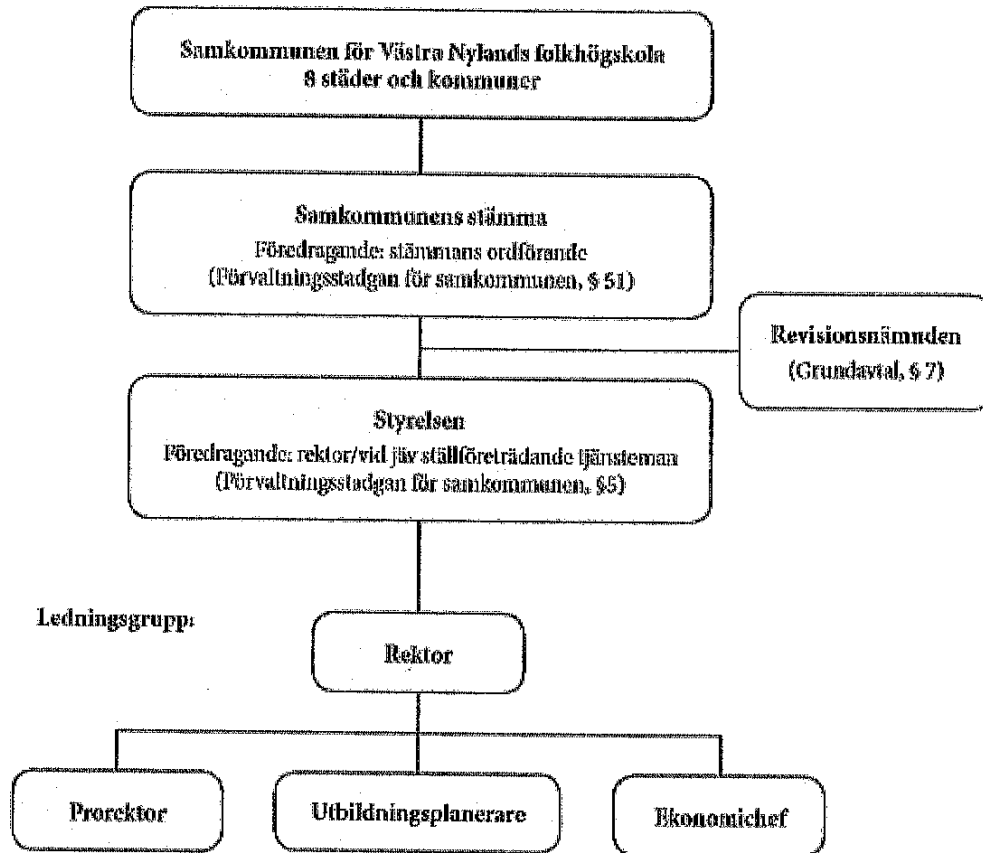 Samkommunen för Västra Nylands folkhögskola
8 städer och kommuner
Samkommunens stämma
Föredragande: stämmans ordförande
(Förvaltningsstadgan för samkommunen, § 51)
Revisionsnämnden
(Grundavtal, § 7)
Styrelsen
Föredragande: rektor/vid jäv ställföreträdande tjänsteman
(Förvaltningsstadgan för samkommunen, §5)
Ledningsgrupp:
Rektor
Prorektor
Utbildningsplanerare
Ekonomichef